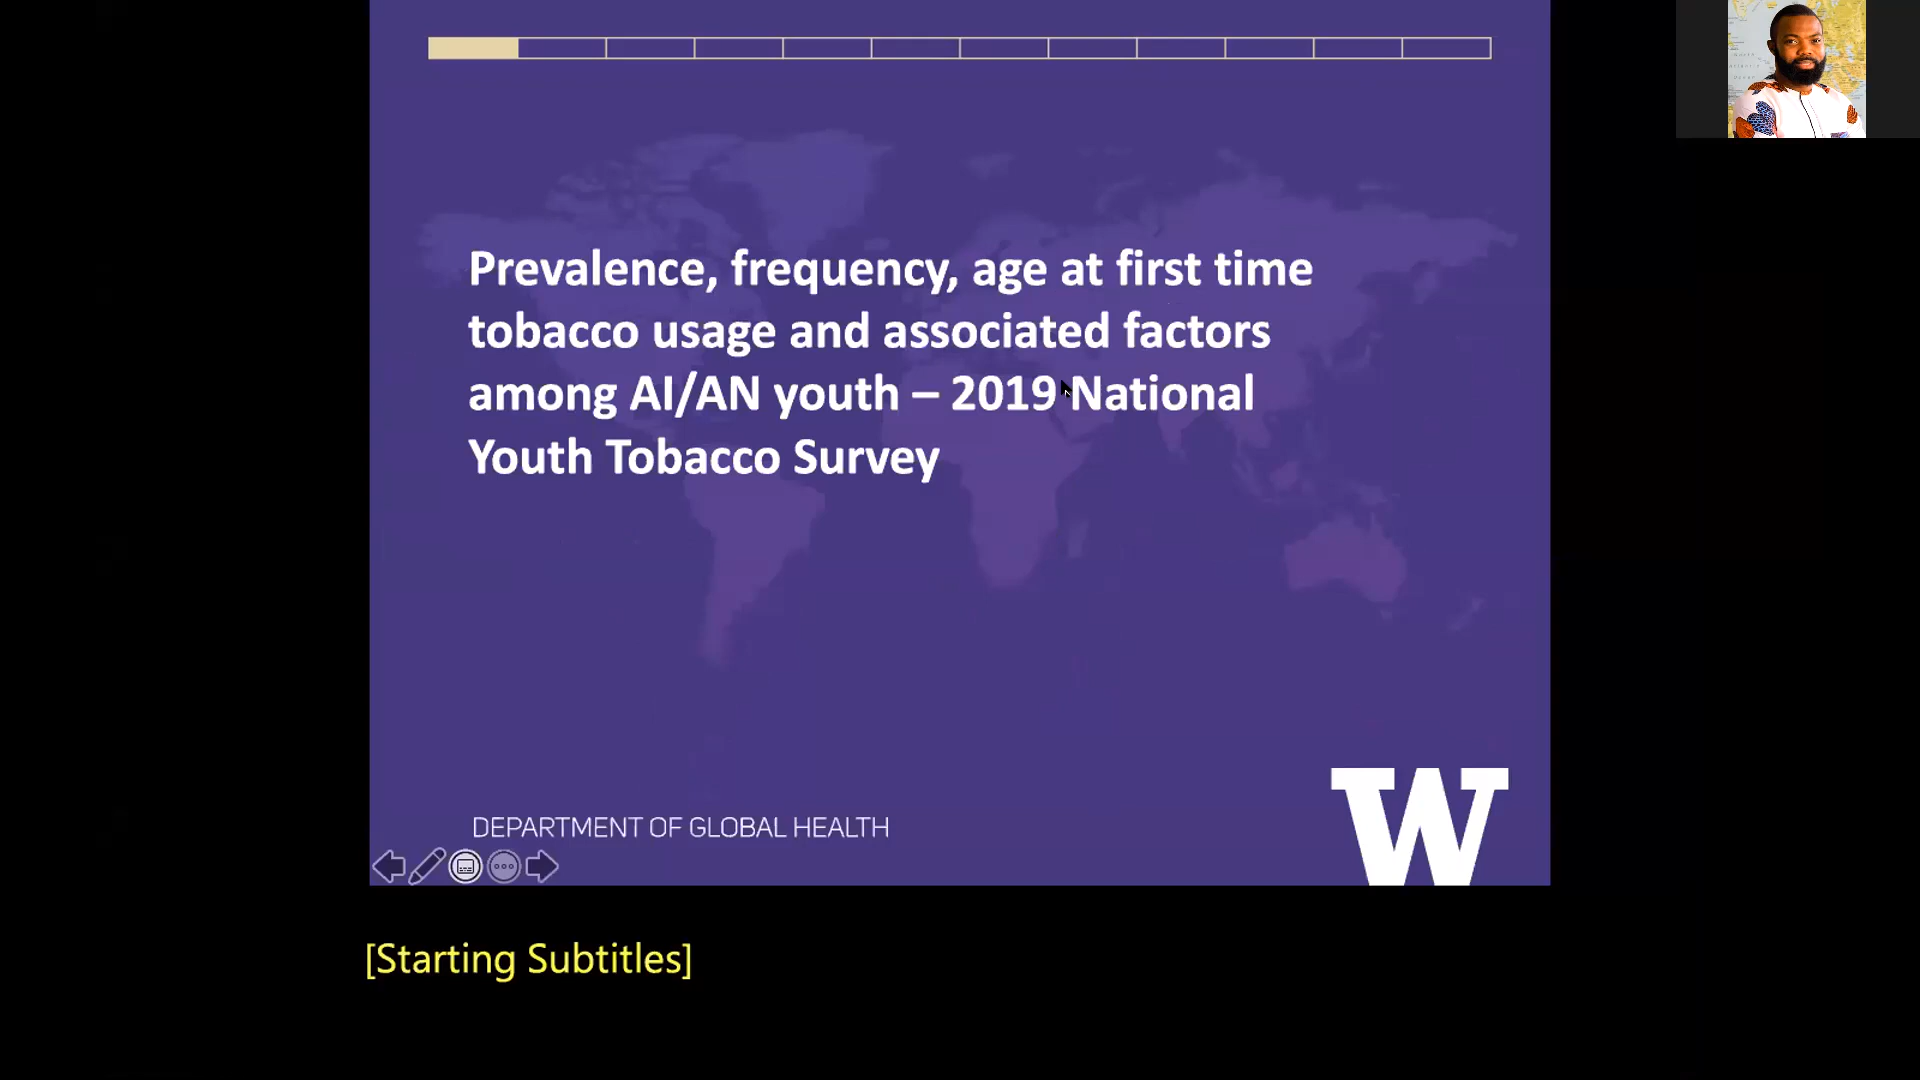 Prevalence, frequency, age at first time
tobacco usage and associated factors
among AI/AN youth – 2019 National
Youth Tobacco Survey
DEPARTMENT OF GLOBAL HEALTH
W
[Starting Subtitles]